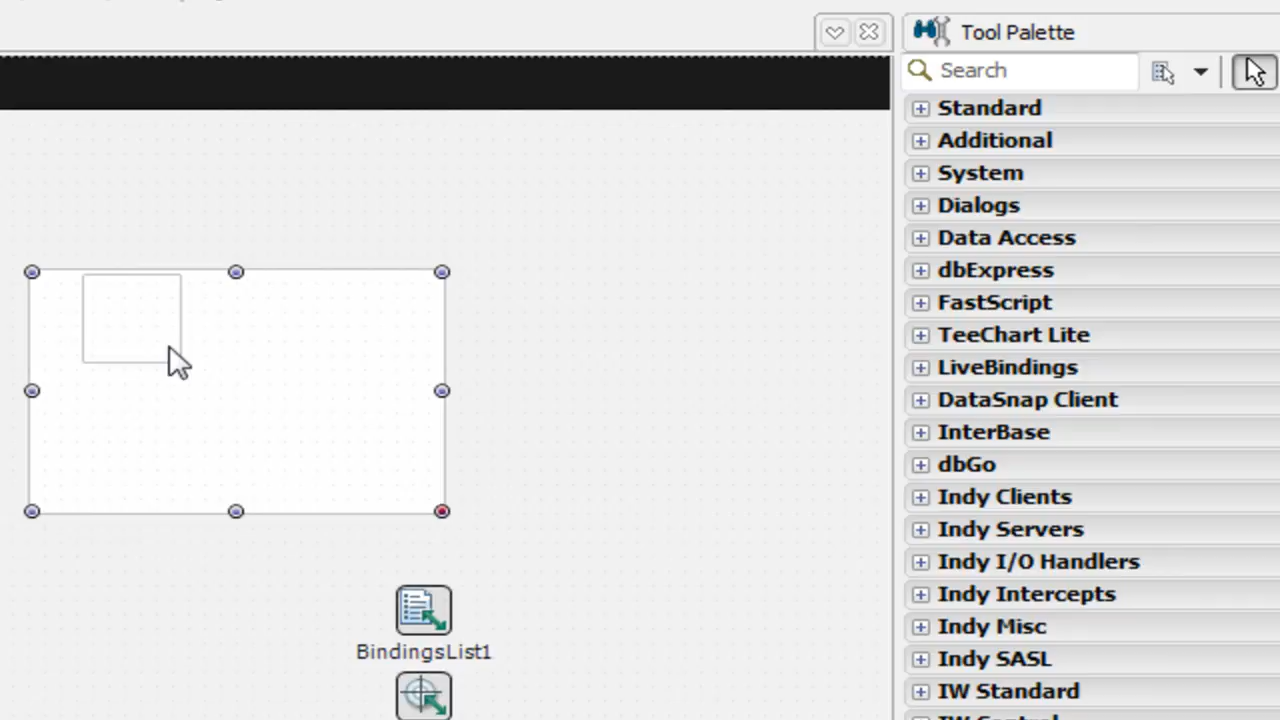 Tool Palette
Search
Standard
Additional
System
Dialogs
Data Access
dbExpress
FastScript
TeeChart Lite
LiveBindings
DataSnap Client
InterBase
dbGo
Indy Clients
Indy Servers
Indy I/O Handlers
Indy Intercepts
BindingsList1
Indy Misc
Indy SASL
IW Standard